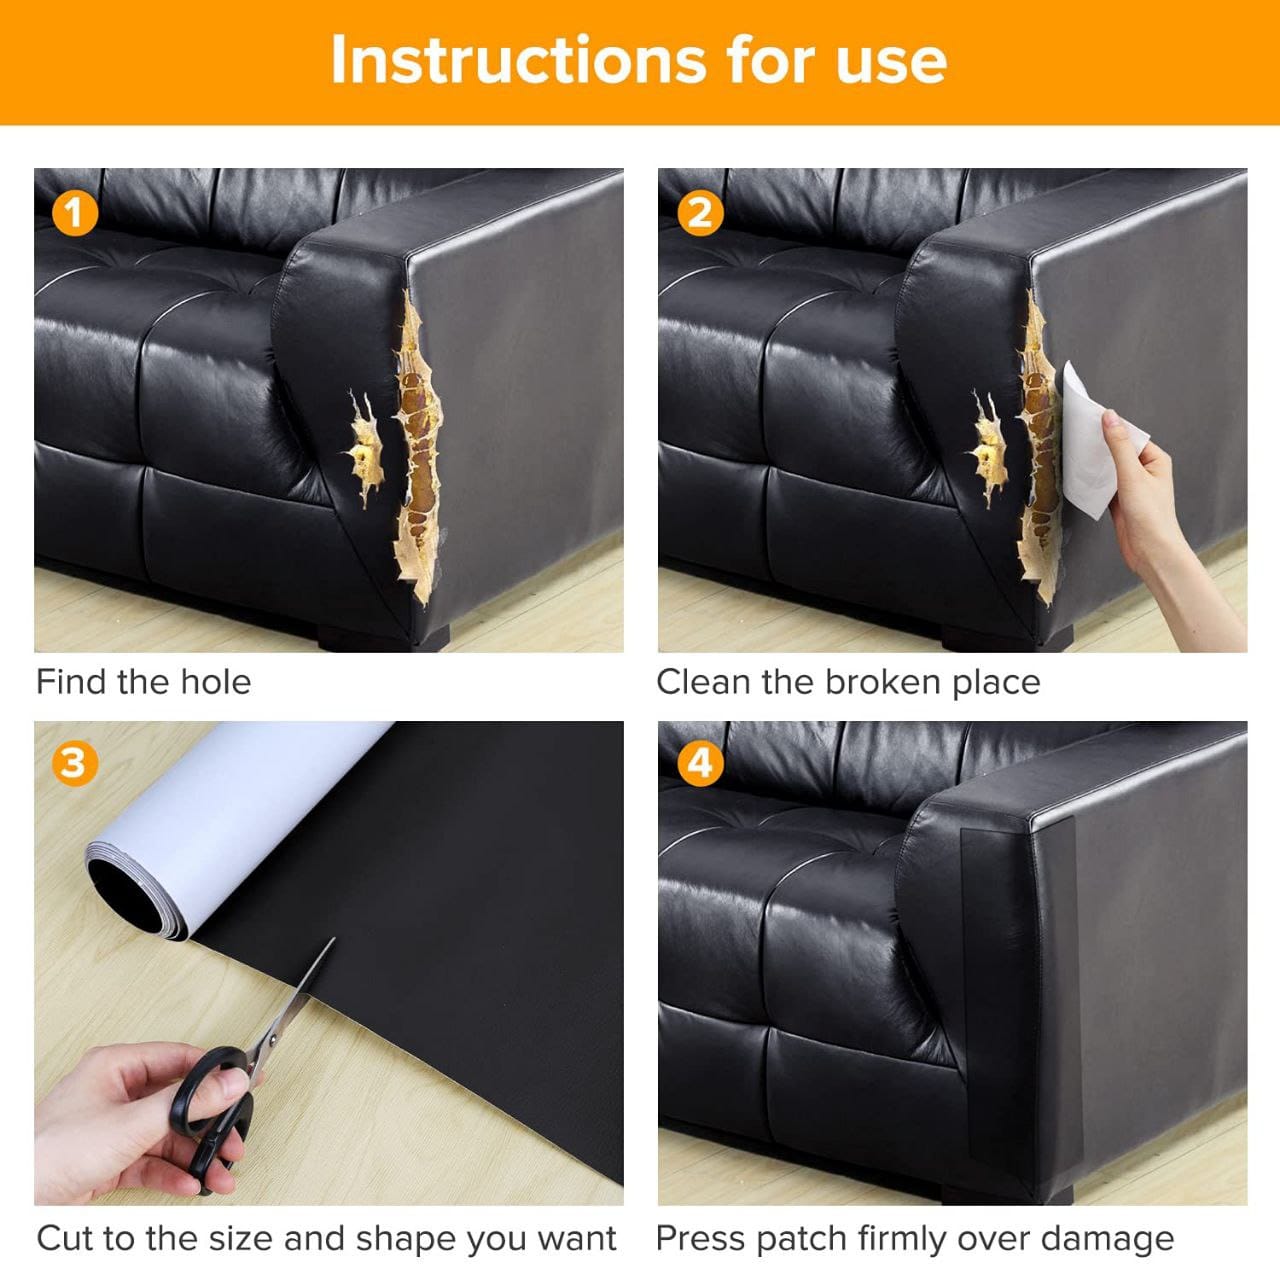 Instructions for use
1
2
Find the hole
Clean the broken place
3
4
Cut to the size and shape you want
Press patch firmly over damage